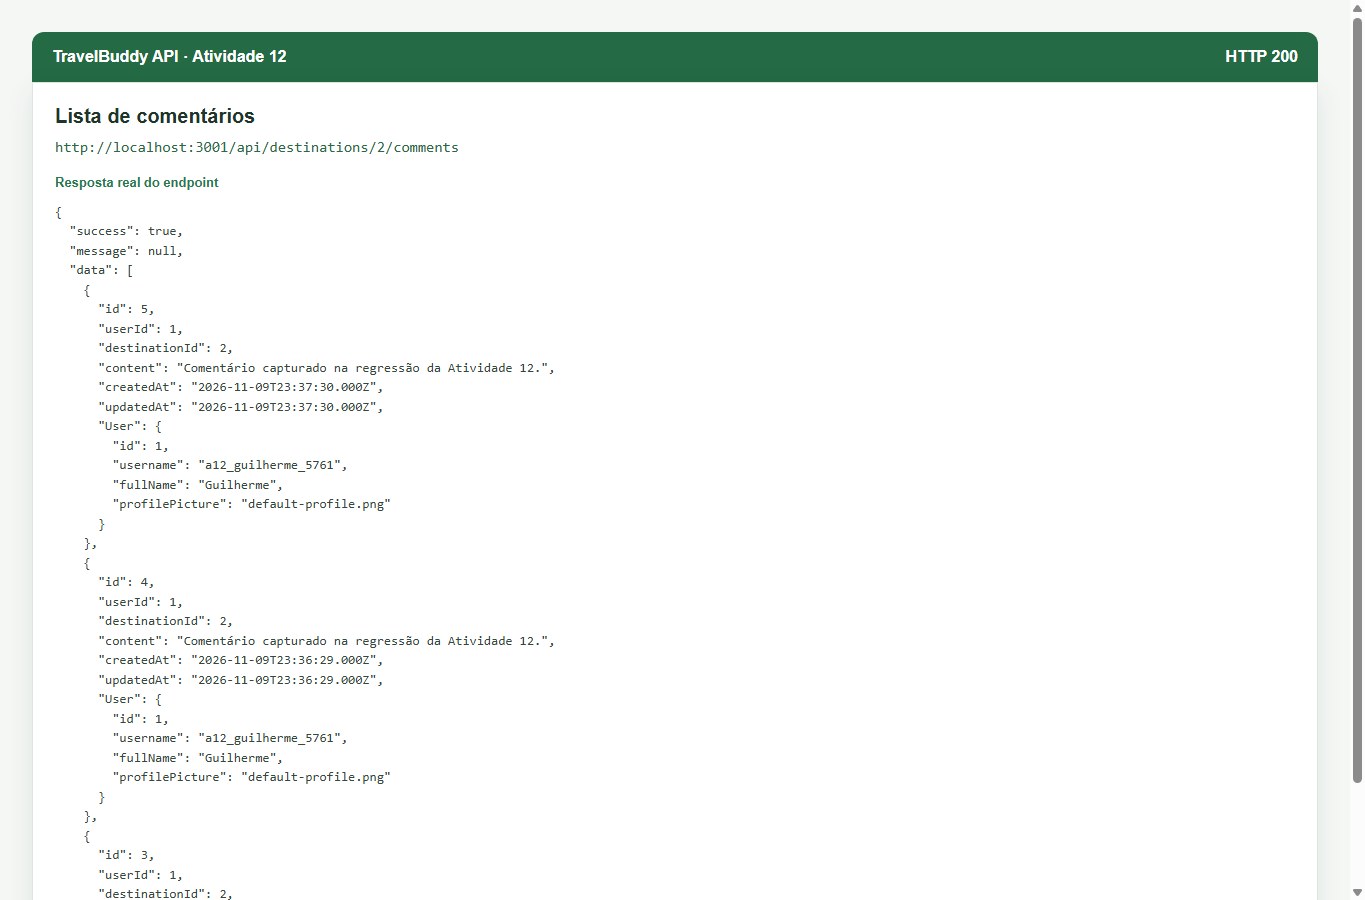 TravelBuddy API · Atividade 12
HTTP 200
Lista de comentários
http://localhost:3001/api/destinations/2/comments
Resposta real do endpoint
{
  "success": true,
  "message": null,
  "data": [
    {
      "id": 5,
      "userId": 1,
      "destinationId": 2,
      "content": "Comentário capturado na regressão da Atividade 12.",
      "createdAt": "2026-11-09T23:37:30.000Z",
      "updatedAt": "2026-11-09T23:37:30.000Z",
      "User": {
        "id": 1,
        "username": "a12_guilherme_5761",
        "fullName": "Guilherme",
        "profilePicture": "default-profile.png"
      }
    },
    {
      "id": 4,
      "userId": 1,
      "destinationId": 2,
      "content": "Comentário capturado na regressão da Atividade 12.",
      "createdAt": "2026-11-09T23:36:29.000Z",
      "updatedAt": "2026-11-09T23:36:29.000Z",
      "User": {
        "id": 1,
        "username": "a12_guilherme_5761",
        "fullName": "Guilherme",
        "profilePicture": "default-profile.png"
      }
    },
    {
      "id": 3,
      "userId": 1,
      "destinationId": 2,